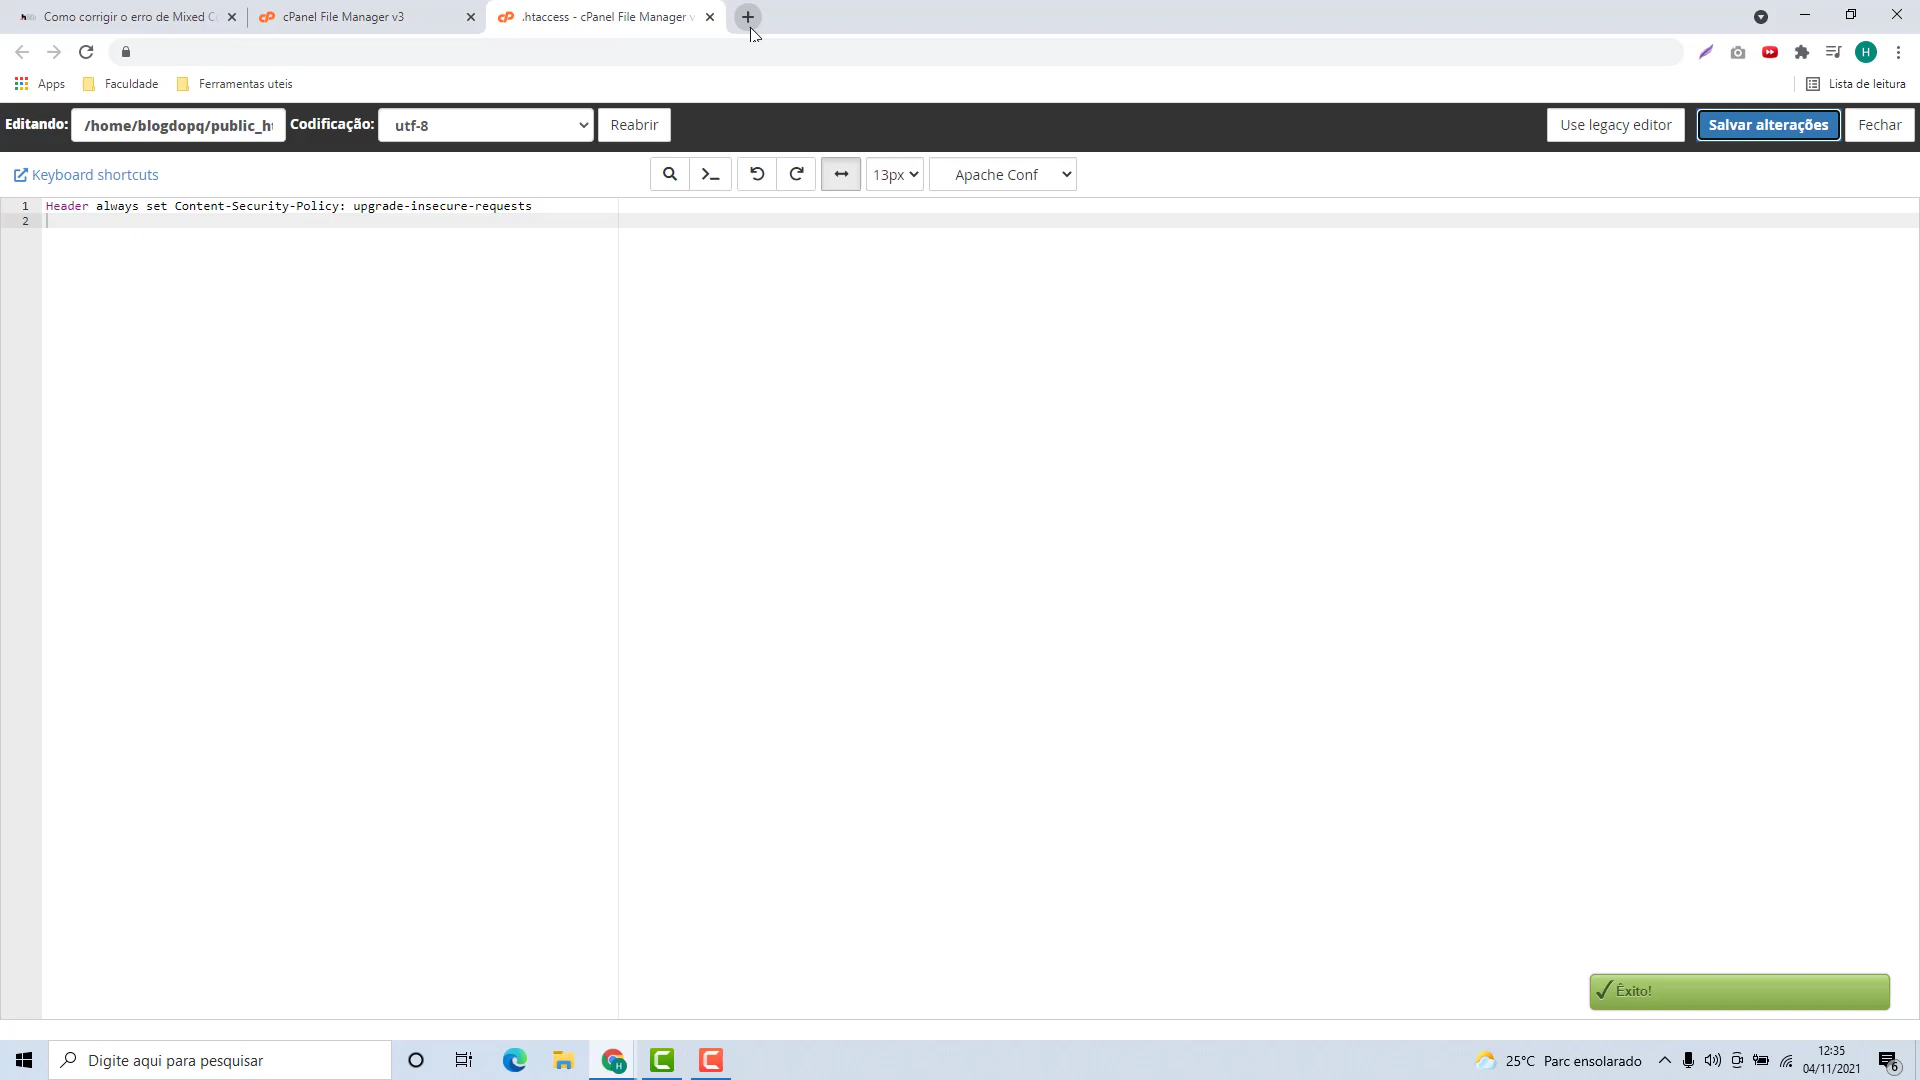 Como corrigir o erro de Mixed C
cPanel File Manager v3
.htaccess - cPanel File Manager v
H
Apps
Faculdade
Ferramentas uteis
Lista de leitura
Editando:
/home/blogdopq/public_ht
Codificação:
utf-8
Reabrir
Use legacy editor
Salvar alterações
Fechar
Keyboard shortcuts
13px
Apache Conf
1 Header always set Content-Security-Policy: upgrade-insecure-requests
2
Êxito!
Digite aqui para pesquisar
25°C Parc ensolarado
12:35
04/11/2021
6